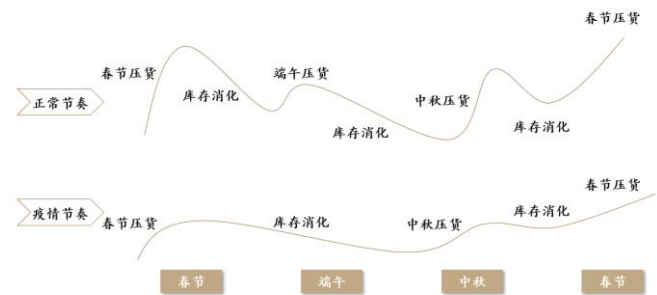 春节压货
春节压货
端午压货
库存消化
中秋压货
正常节奏
库存消化
库存消化
春节压货
疫情节奏
春节压货
库存消化
中秋压货
库存消化
春节
端午
中秋
春节